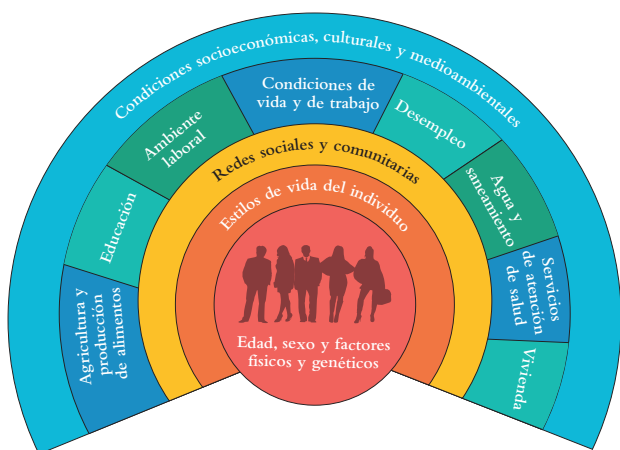 Condiciones socioeconómicas, culturales y medioambientales
Agricultura y
producción
de alimentos
Educación
Ambiente
laboral
Condiciones de
vida y de trabajo
Desempleo
Agua y
saneamiento
Servicios
de atención
de salud
Vivienda
Redes sociales y comunitarias
Estilos de vida del individuo
Edad, sexo y factores
físicos y genéticos